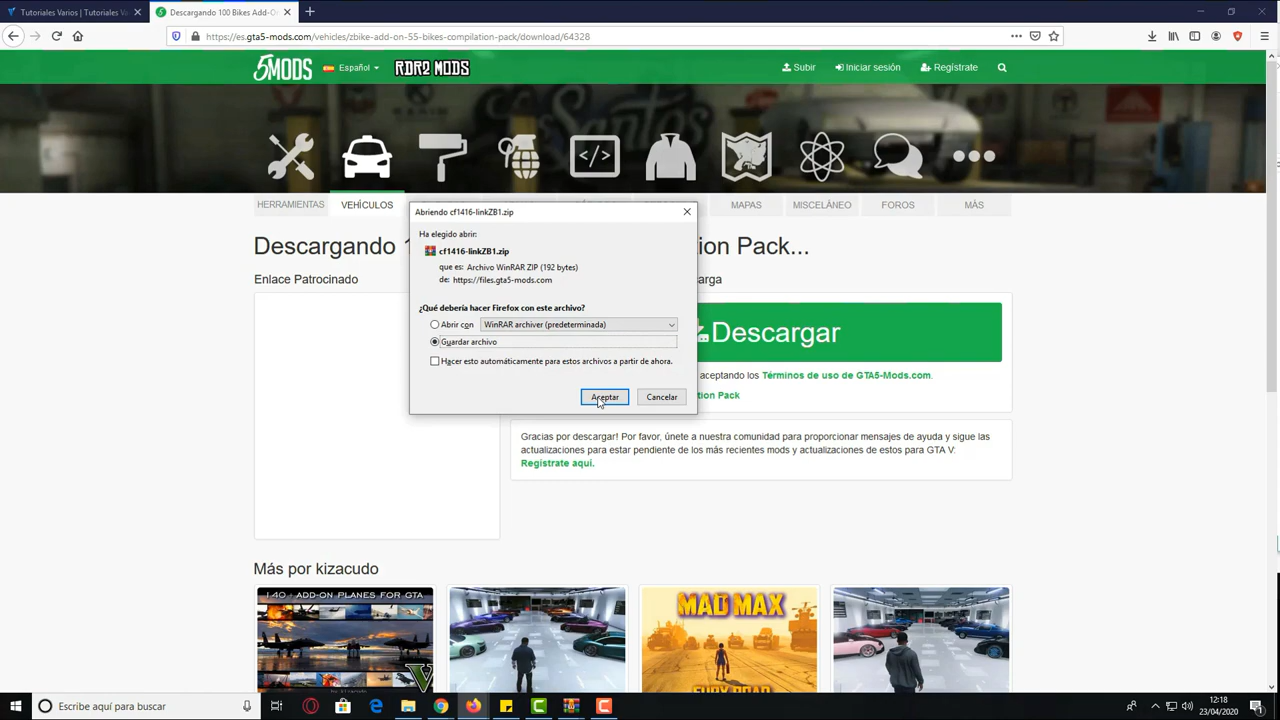 Tutoriales Varios | Tutoriales Va
Descargando 100 Bikes Add-O
https://es.gta5-mods.com/vehicles/zbike-add-on-55-bikes-compilation-pack/download/64328
5MODS
Español
RDR2 MODS
Subir
Iniciar sesión
Regístrate
HERRAMIENTAS
VEHÍCULOS
MAPAS
MISCELÁNEO
FOROS
MÁS
Abriendo cf1416-linkZB1.zip
Ha elegido abrir:
cf1416-linkZB1.zip
que es: Archivo WinRAR ZIP (192 bytes)
de: https://files.gta5-mods.com
¿Qué debería hacer Firefox con este archivo?
Abrir con
WinRAR archiver (predeterminada)
Guardar archivo
Hacer esto automáticamente para estos archivos a partir de ahora.
Aceptar
Cancelar
Descargando 1
ion Pack...
Enlace Patrocinado
carga
Descargar
aceptando los Términos de uso de GTA5-Mods.com.
tion Pack
Gracias por descargar! Por favor, únete a nuestra comunidad para proporcionar mensajes de ayuda y sigue las
actualizaciones para estar pendiente de los más recientes mods y actualizaciones de estos para GTA V:
Regístrate aquí.
Más por kizacudo
140+ ADD-ON PLANES FOR GTA
V
MAD MAX
FURY ROAD
Escribe aquí para buscar
12:18
23/04/2020